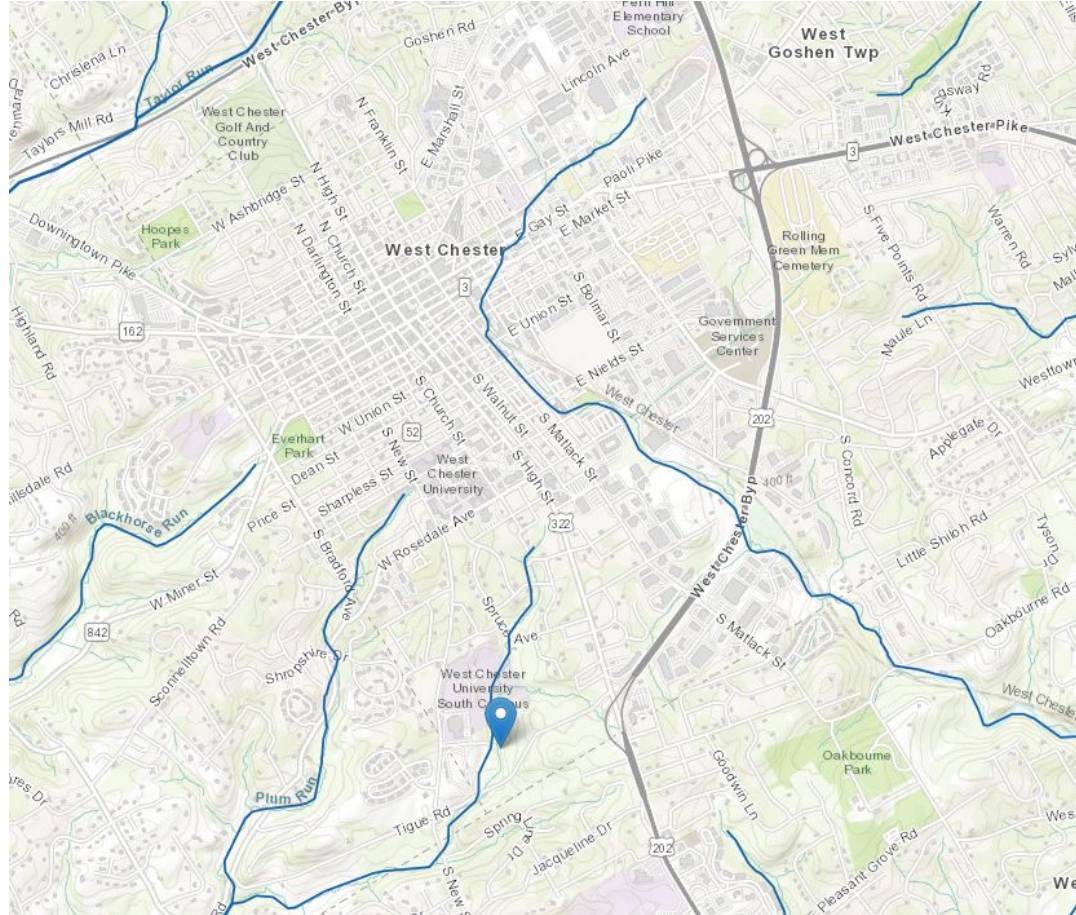 Fern Hill
Elementary
School
West
Goshen Twp
Goshen Rd
West Chester Byp
Chrislena Ln
Lincoln Ave
Taylor Run
Taylors Mill Rd
West Chester
Golf And
Country
Club
N Franklin St
E Marshall St
West Chester Pike
3
Paoli Pike
N High St
W Ashbridge St
E Gay St
E Market St
S Five Points Rd
Warren Rd
Hoopes
Park
Downingtown Pike
N Church St
N Darlington St
West Chester
Rolling
Green Mem
Cemetery
3
S Bolmar St
E Union St
162
Highland Rd
Government
Services
Center
Maule Ln
E Nields St
Westtown
West Chester
S Walnut St
S Church St
S Matlack St
202
W Union St
52
Everhart
Park
Dean St
S New St
S High St
Applegate Dr
S Concord Rd
West
Chester
University
Sharpless St
400 ft
Price St
Blackhorse Run
400 ft
322
W Rosedale Ave
S Bradford Ave
West Chester Byp
Little Shiloh Rd
Tyson Dr
W Miner St
Oakbourne Rd
842
Spruce Ave
S Matlack St
Sconnelltown Rd
Shropshire Dr
West Chester
University
South Campus
West Chester
Oakbourne
Park
Goodwin Ln
Plum Run
Tigue Rd
Spring Line Dr
Jacqueline Dr
202
E Pleasant Grove Rd
S New S